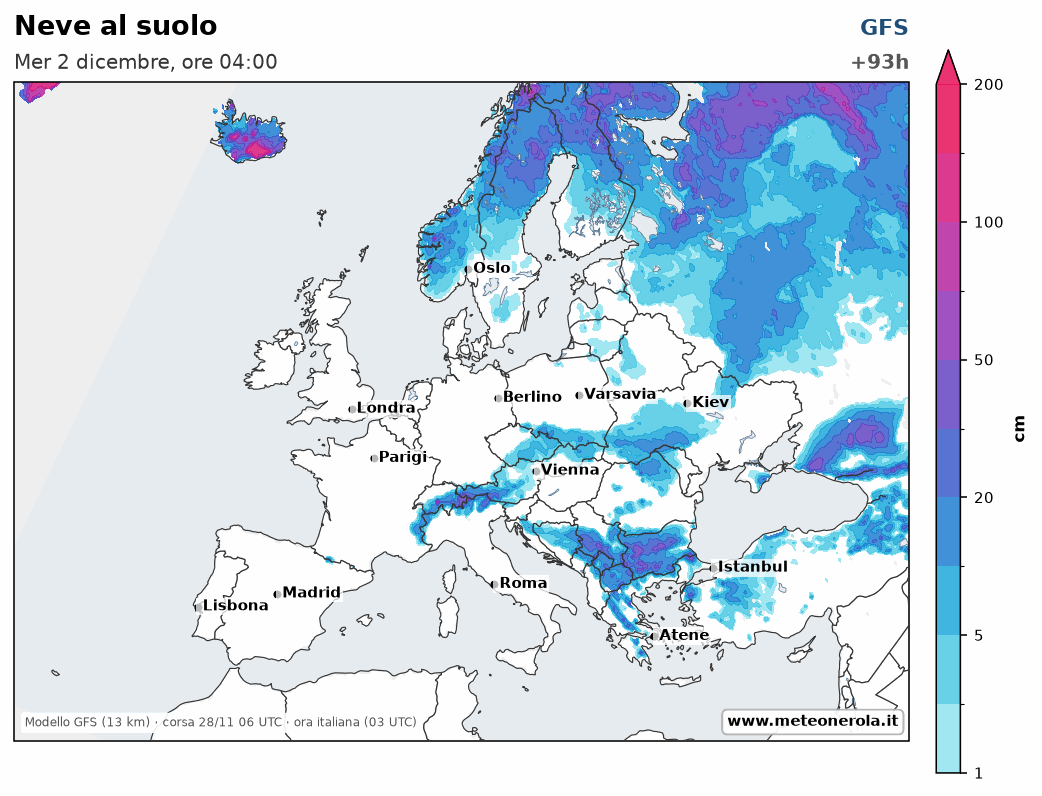 Neve al suolo
GFS
Mer 2 dicembre, ore 04:00
+93h
200
100
50
20
5
1
cm
Oslo
Berlino
Varsavia
Kiev
Londra
Parigi
Vienna
Istanbul
Roma
Madrid
Lisbona
Atene
Modello GFS (13 km) · corsa 28/11 06 UTC · ora italiana (03 UTC)
www.meteonerola.it